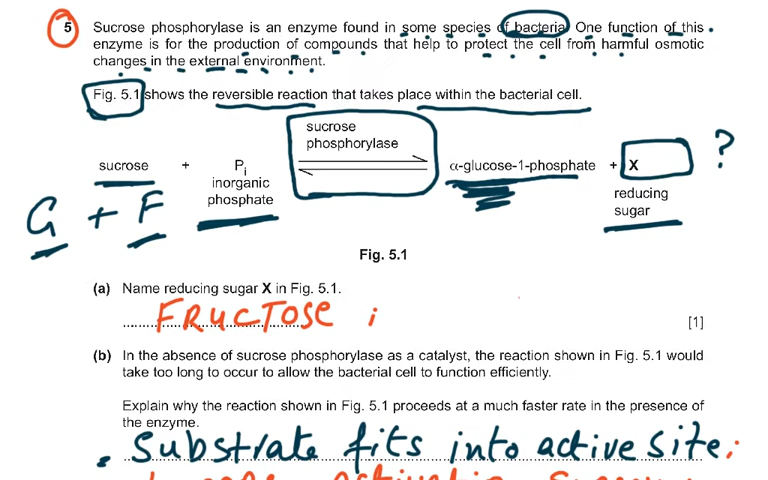 5 Sucrose phosphorylase is an enzyme found in some species of bacteria. One function of this
enzyme is for the production of compounds that help to protect the cell from harmful osmotic
changes in the external environment.
Fig. 5.1 shows the reversible reaction that takes place within the bacterial cell.
sucrose
phosphorylase
sucrose + Pi α-glucose-1-phosphate + X ?
inorganic
phosphate
reducing
sugar
G + F
Fig. 5.1
(a) Name reducing sugar X in Fig. 5.1.
FRUCTOSE ;
[1]
(b) In the absence of sucrose phosphorylase as a catalyst, the reaction shown in Fig. 5.1 would
take too long to occur to allow the bacterial cell to function efficiently.
Explain why the reaction shown in Fig. 5.1 proceeds at a much faster rate in the presence of
the enzyme.
• Substrate fits into active site;